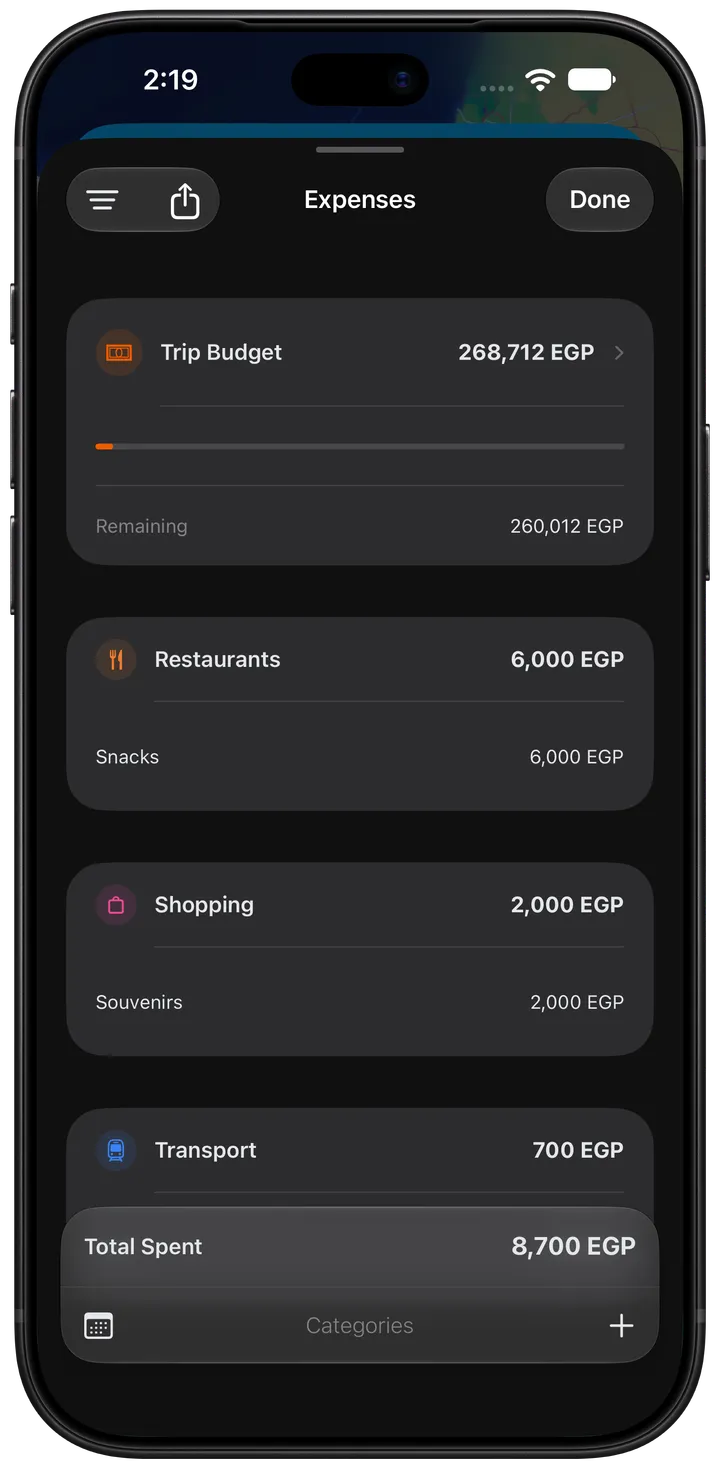 2:19
Expenses
Done
Trip Budget 268,712 EGP
Remaining 260,012 EGP
Restaurants 6,000 EGP
Snacks 6,000 EGP
Shopping 2,000 EGP
Souvenirs 2,000 EGP
Transport 700 EGP
Total Spent 8,700 EGP
Categories